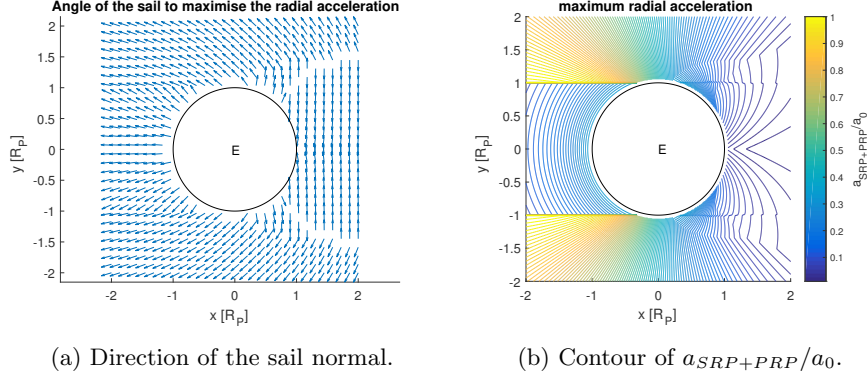 Angle of the sail to maximise the radial acceleration
2
1.5
1
0.5
0
-0.5
-1
-1.5
-2
y [R_P]
E
-2 -1 0 1 2
x [R_P]
(a) Direction of the sail normal.
maximum radial acceleration
2
1.5
1
0.5
0
-0.5
-1
-1.5
-2
y [R_P]
E
-2 -1 0 1 2
x [R_P]
1
0.9
0.8
0.7
0.6
0.5
0.4
0.3
0.2
0.1
a_{SRP+PRP}/a_0
(b) Contour of a_{SRP+PRP}/a_0.